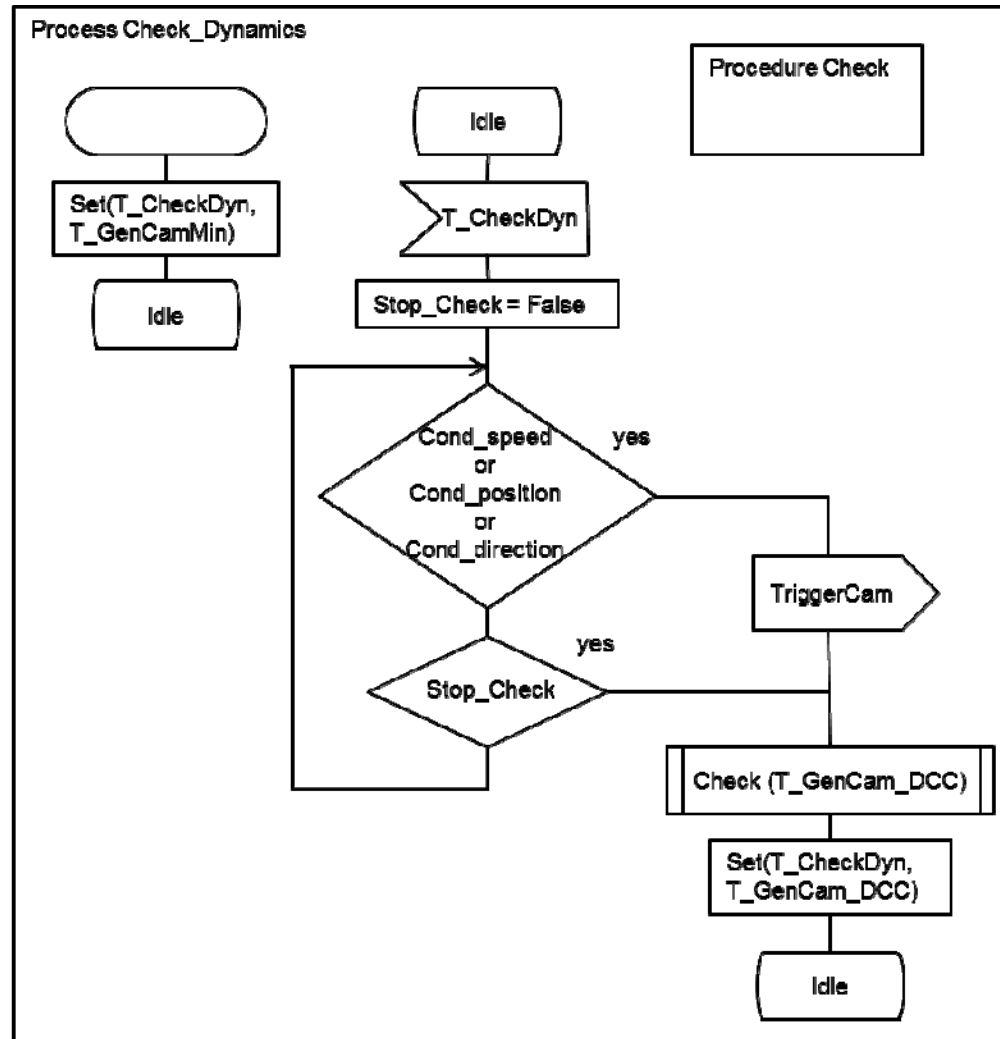 Process Check_Dynamics
Procedure Check
Set(T_CheckDyn,
T_GenCamMin)
Idle
Idle
T_CheckDyn
Stop_Check = False
Cond_speed
or
Cond_position
or
Cond_direction
yes
TriggerCam
Stop_Check
yes
Check (T_GenCam_DCC)
Set(T_CheckDyn,
T_GenCam_DCC)
Idle